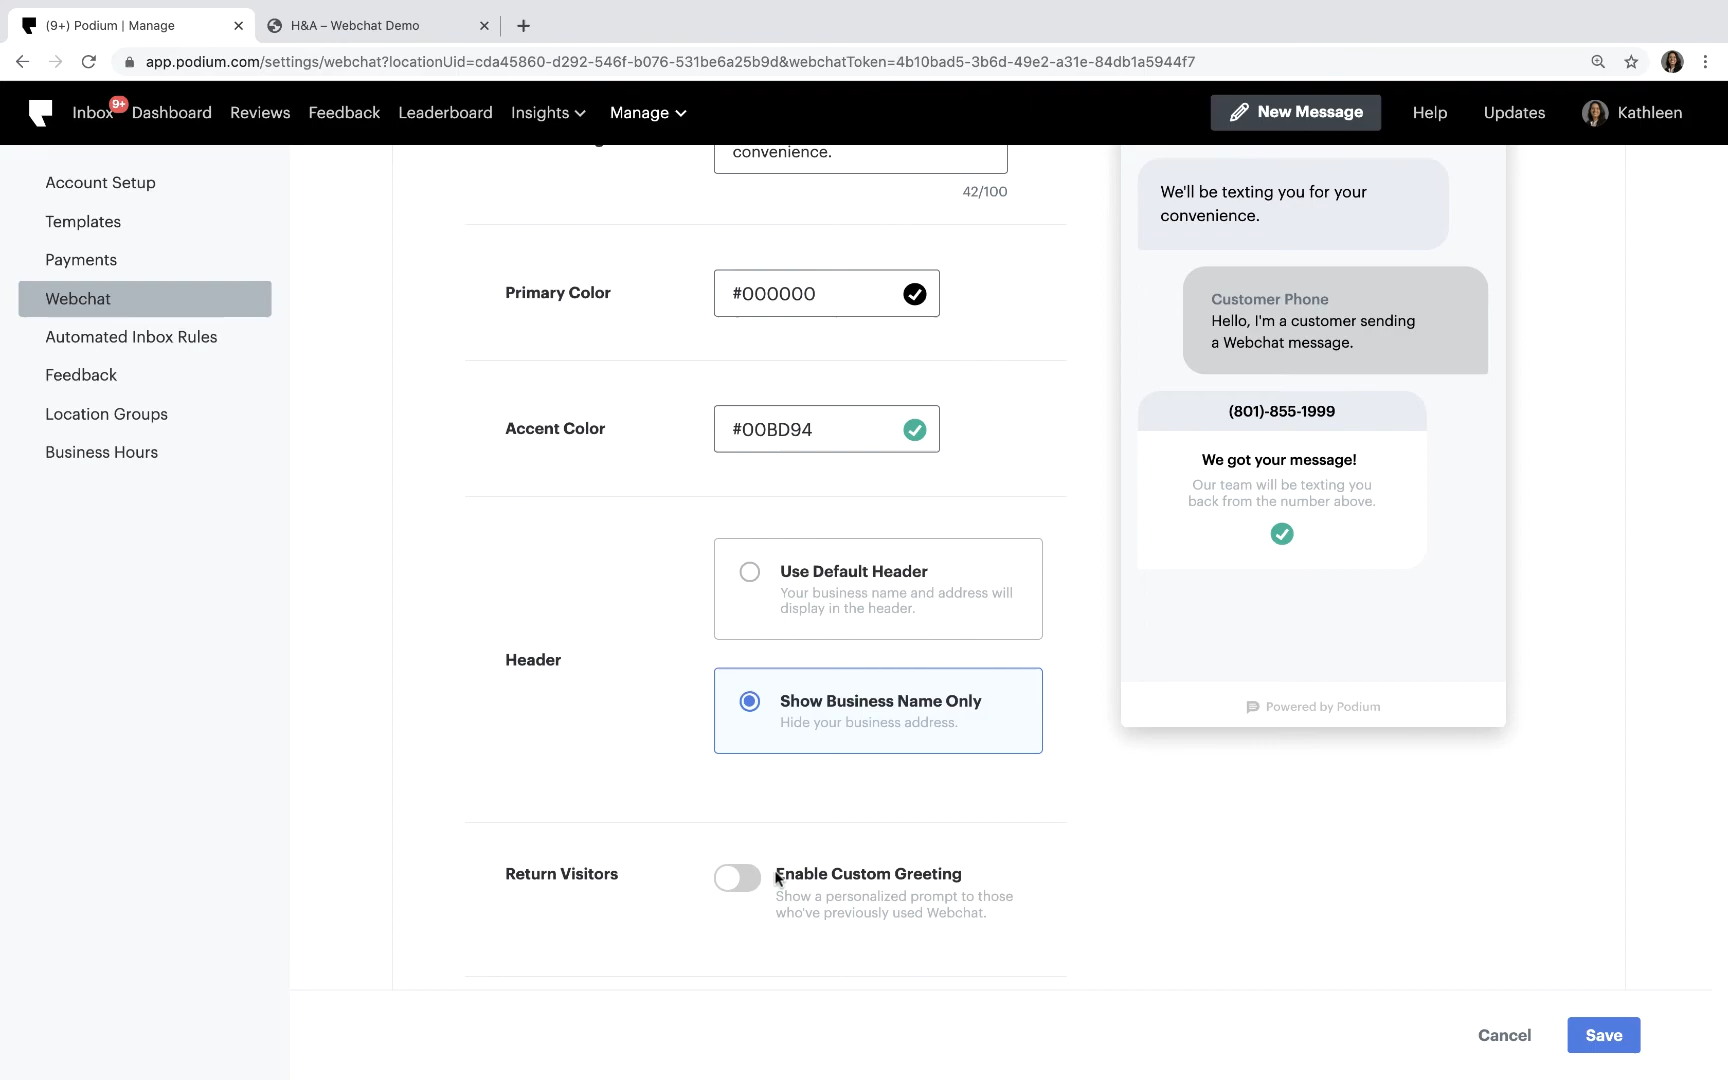 (9+) Podium | Manage
H&A – Webchat Demo
app.podium.com/settings/webchat?locationUid=cda45860-d292-546f-b076-531be6a25b9d&webchatToken=4b10bad5-3b6d-49e2-a31e-84db1a5944f7
Inbox 9+ Dashboard Reviews Feedback Leaderboard Insights Manage New Message Help Updates Kathleen
Account Setup
Templates
Payments
Webchat
Automated Inbox Rules
Feedback
Location Groups
Business Hours
convenience.
42/100
Primary Color
#000000
Accent Color
#00BD94
Header
Use Default Header
Your business name and address will
display in the header.
Show Business Name Only
Hide your business address.
Return Visitors
Enable Custom Greeting
Show a personalized prompt to those
who've previously used Webchat.
We'll be texting you for your
convenience.
Customer Phone
Hello, I'm a customer sending
a Webchat message.
(801)-855-1999
We got your message!
Our team will be texting you
back from the number above.
Powered by Podium
Cancel
Save